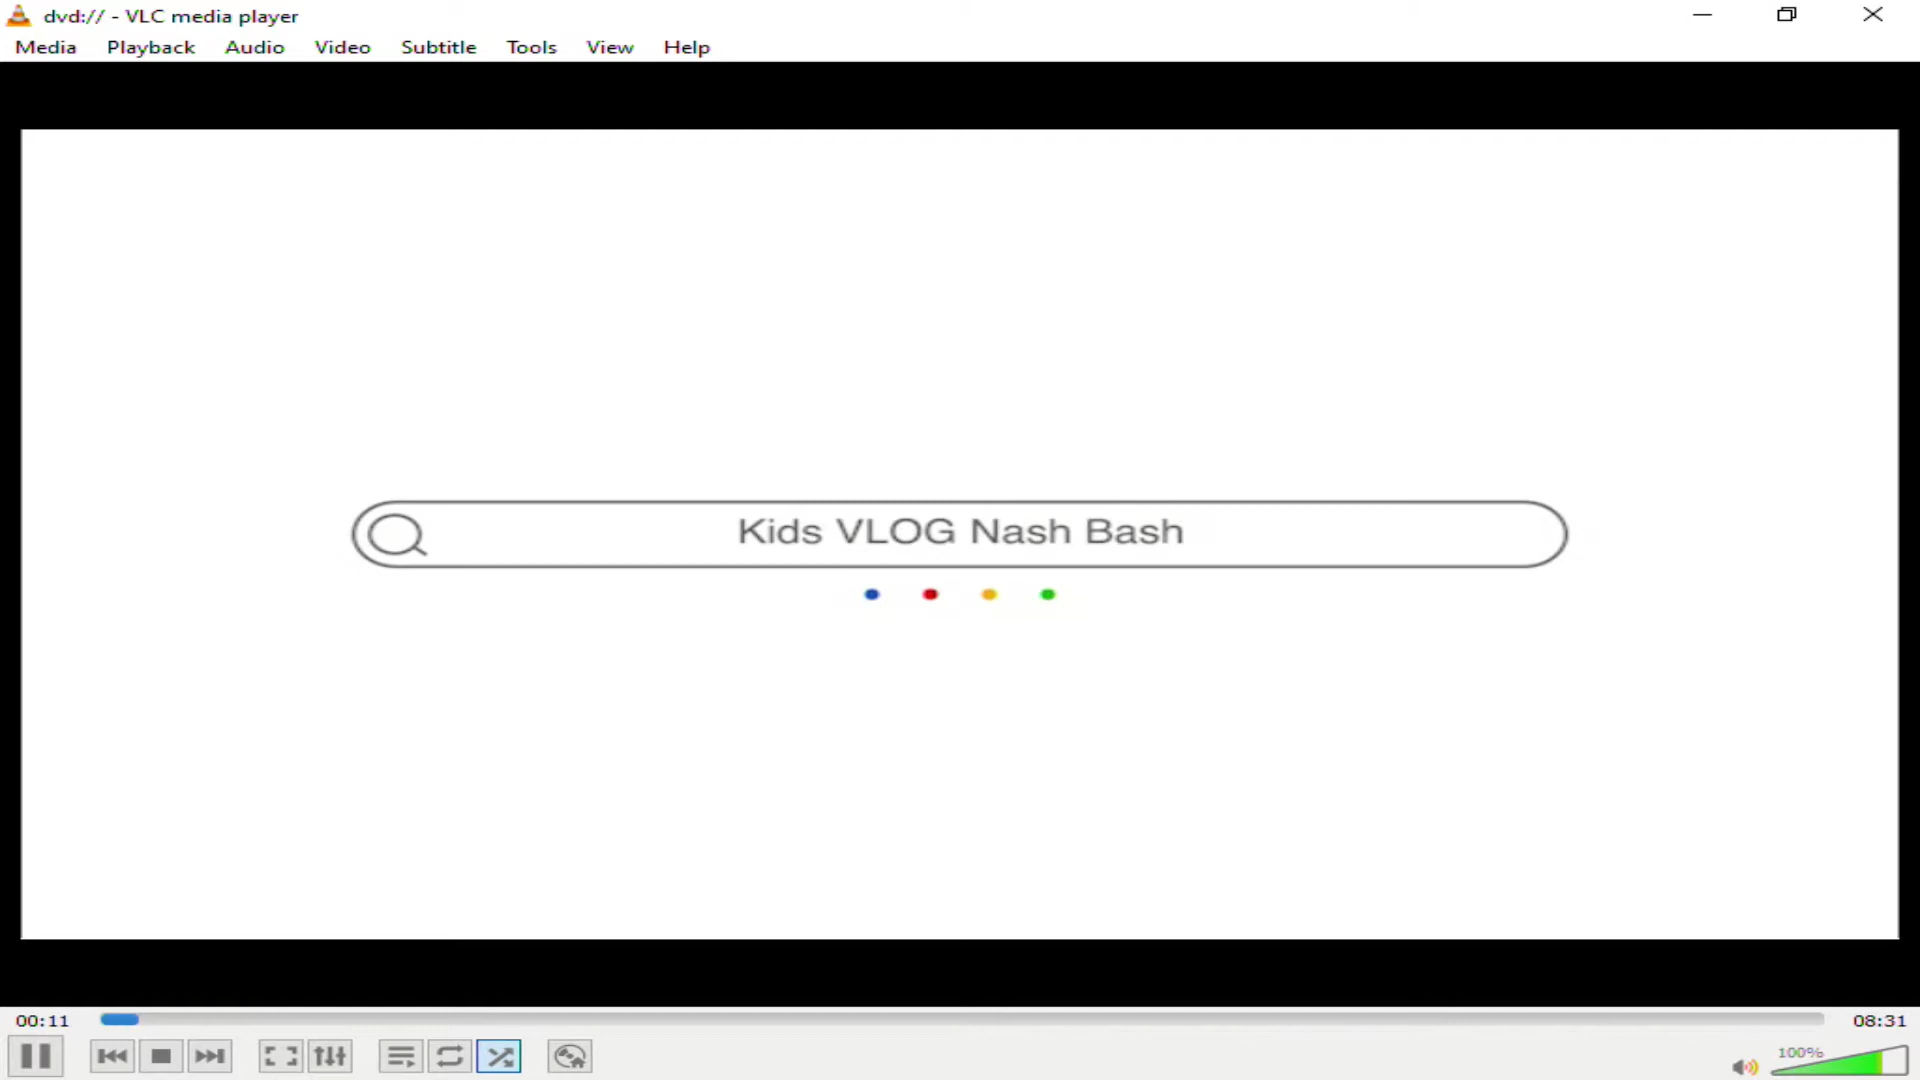 dvd:// - VLC media player
Media Playback Audio Video Subtitle Tools View Help
Kids VLOG Nash Bash
00:11
08:31
100%